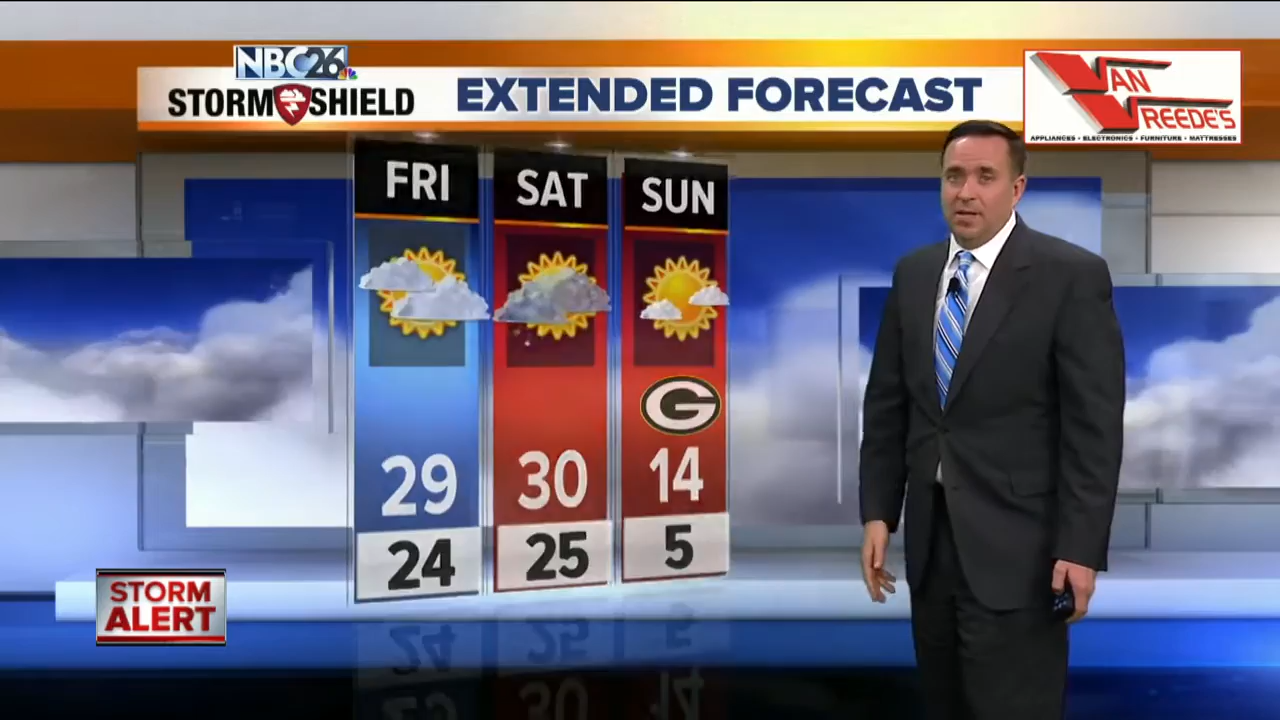 NBC26
STORM SHIELD
EXTENDED FORECAST
VAN VREEDE'S
APPLIANCES • ELECTRONICS • FURNITURE • MATTRESSES
FRI SAT SUN
G
29 30 14
24 25 5
STORM
ALERT